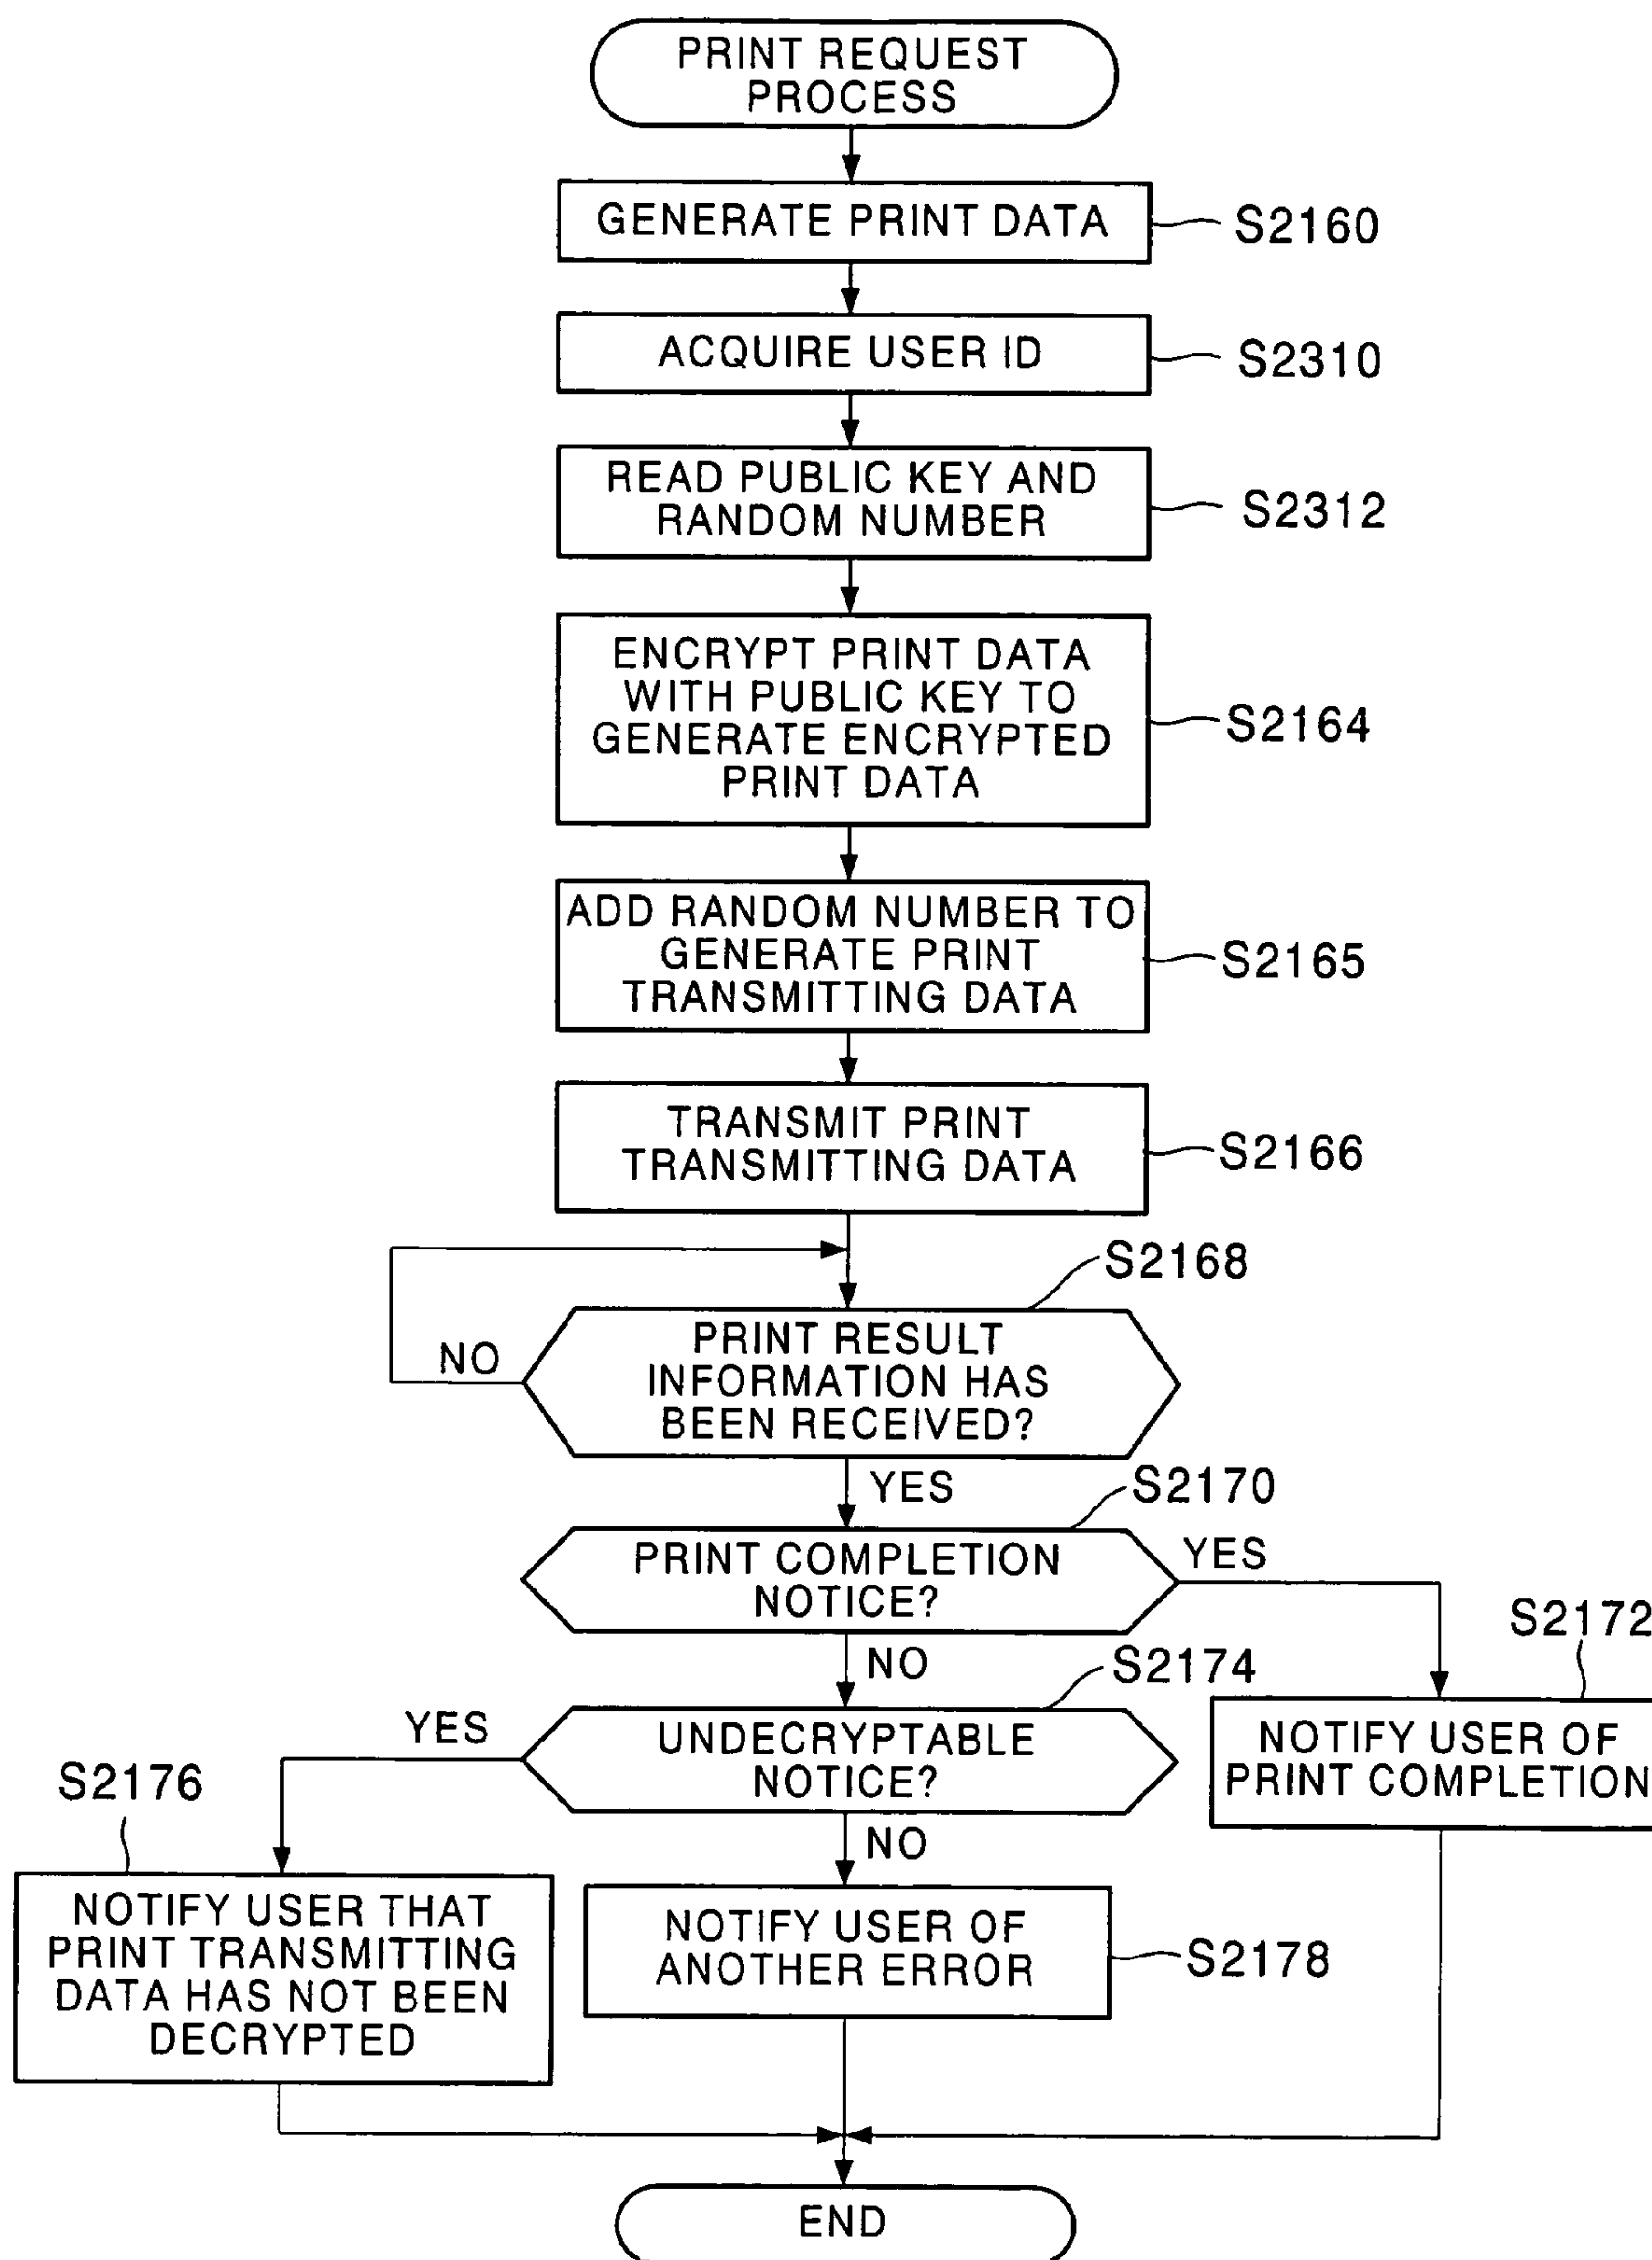 PRINT REQUEST
PROCESS
GENERATE PRINT DATA
S2160
ACQUIRE USER ID
S2310
READ PUBLIC KEY AND
RANDOM NUMBER
S2312
ENCRYPT PRINT DATA
WITH PUBLIC KEY TO
GENERATE ENCRYPTED
PRINT DATA
S2164
ADD RANDOM NUMBER TO
GENERATE PRINT
TRANSMITTING DATA
S2165
TRANSMIT PRINT
TRANSMITTING DATA
S2166
S2168
PRINT RESULT
INFORMATION HAS
BEEN RECEIVED?
NO
YES
S2170
PRINT COMPLETION
NOTICE?
YES
S2172
NO
S2174
NOTIFY USER OF
PRINT COMPLETION
UNDECRYPTABLE
NOTICE?
YES
S2176
NO
NOTIFY USER THAT
PRINT TRANSMITTING
DATA HAS NOT BEEN
DECRYPTED
NOTIFY USER OF
ANOTHER ERROR
S2178
END